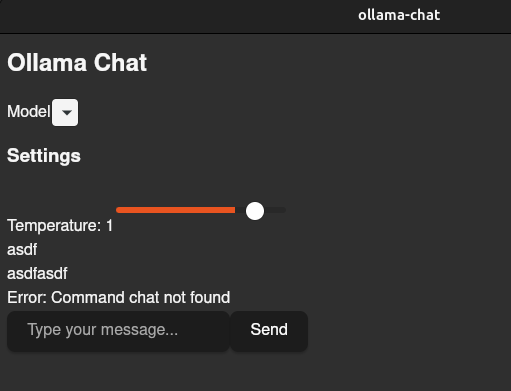 ollama-chat
Ollama Chat
Model
Settings
Temperature: 1
asdf
asdfasdf
Error: Command chat not found
Type your message...
Send